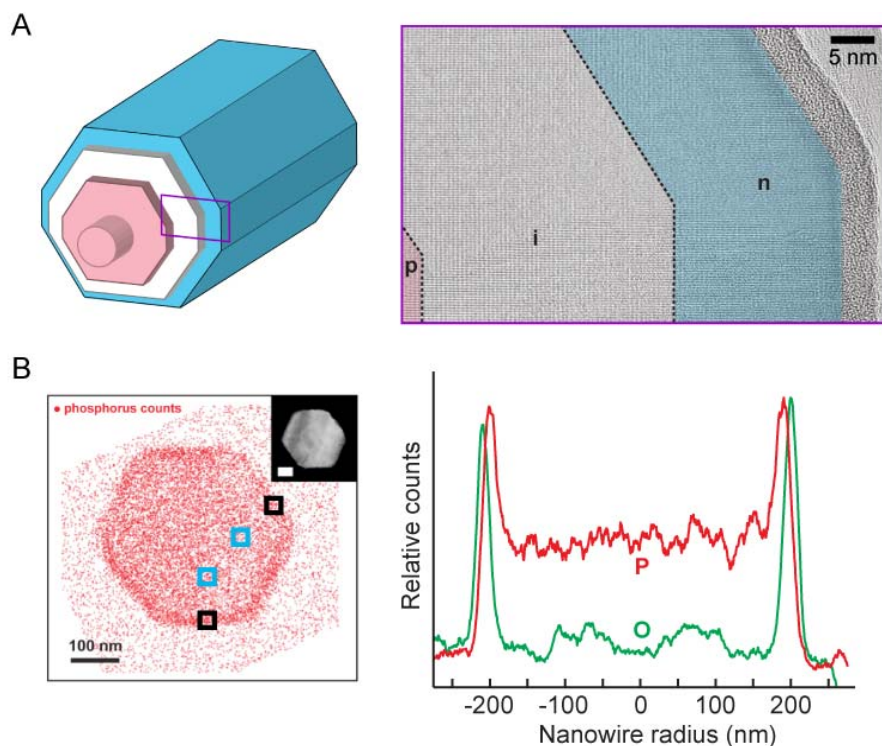 A
5 nm
n
i
p
B
• phosphorus counts
100 nm
Relative counts
P
O
-200 -100 0 100 200
Nanowire radius (nm)